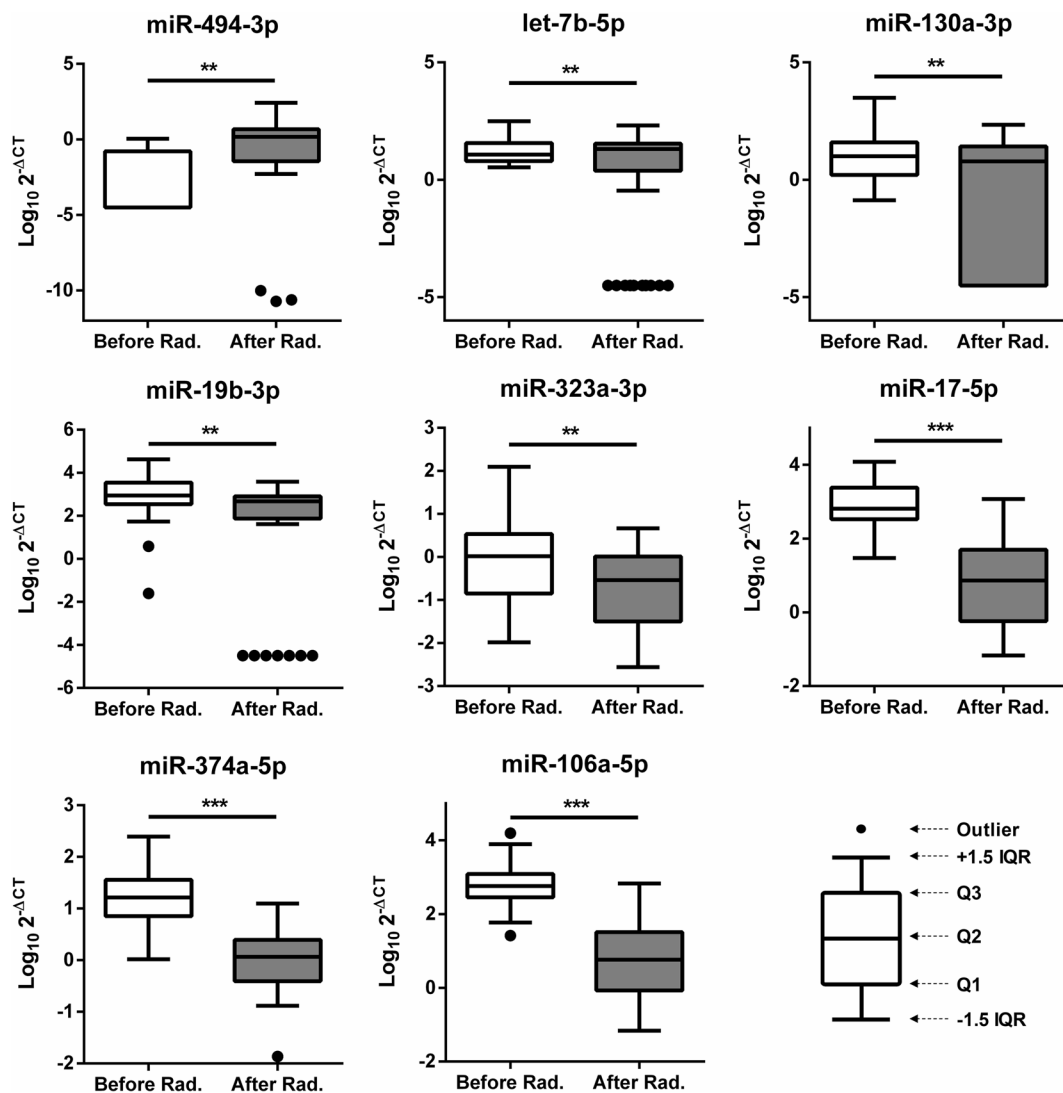 miR-494-3p
**
Log10 2-ΔCT
5
0
-5
-10
Before Rad. After Rad.
let-7b-5p
**
Log10 2-ΔCT
5
0
-5
Before Rad. After Rad.
miR-130a-3p
**
Log10 2-ΔCT
5
0
-5
Before Rad. After Rad.
miR-19b-3p
**
Log10 2-ΔCT
6
4
2
0
-2
-4
-6
Before Rad. After Rad.
miR-323a-3p
**
Log10 2-ΔCT
3
2
1
0
-1
-2
-3
Before Rad. After Rad.
miR-17-5p
***
Log10 2-ΔCT
4
2
0
-2
Before Rad. After Rad.
miR-374a-5p
***
Log10 2-ΔCT
3
2
1
0
-1
-2
Before Rad. After Rad.
miR-106a-5p
***
Log10 2-ΔCT
4
2
0
-2
Before Rad. After Rad.
Outlier
+1.5 IQR
Q3
Q2
Q1
-1.5 IQR